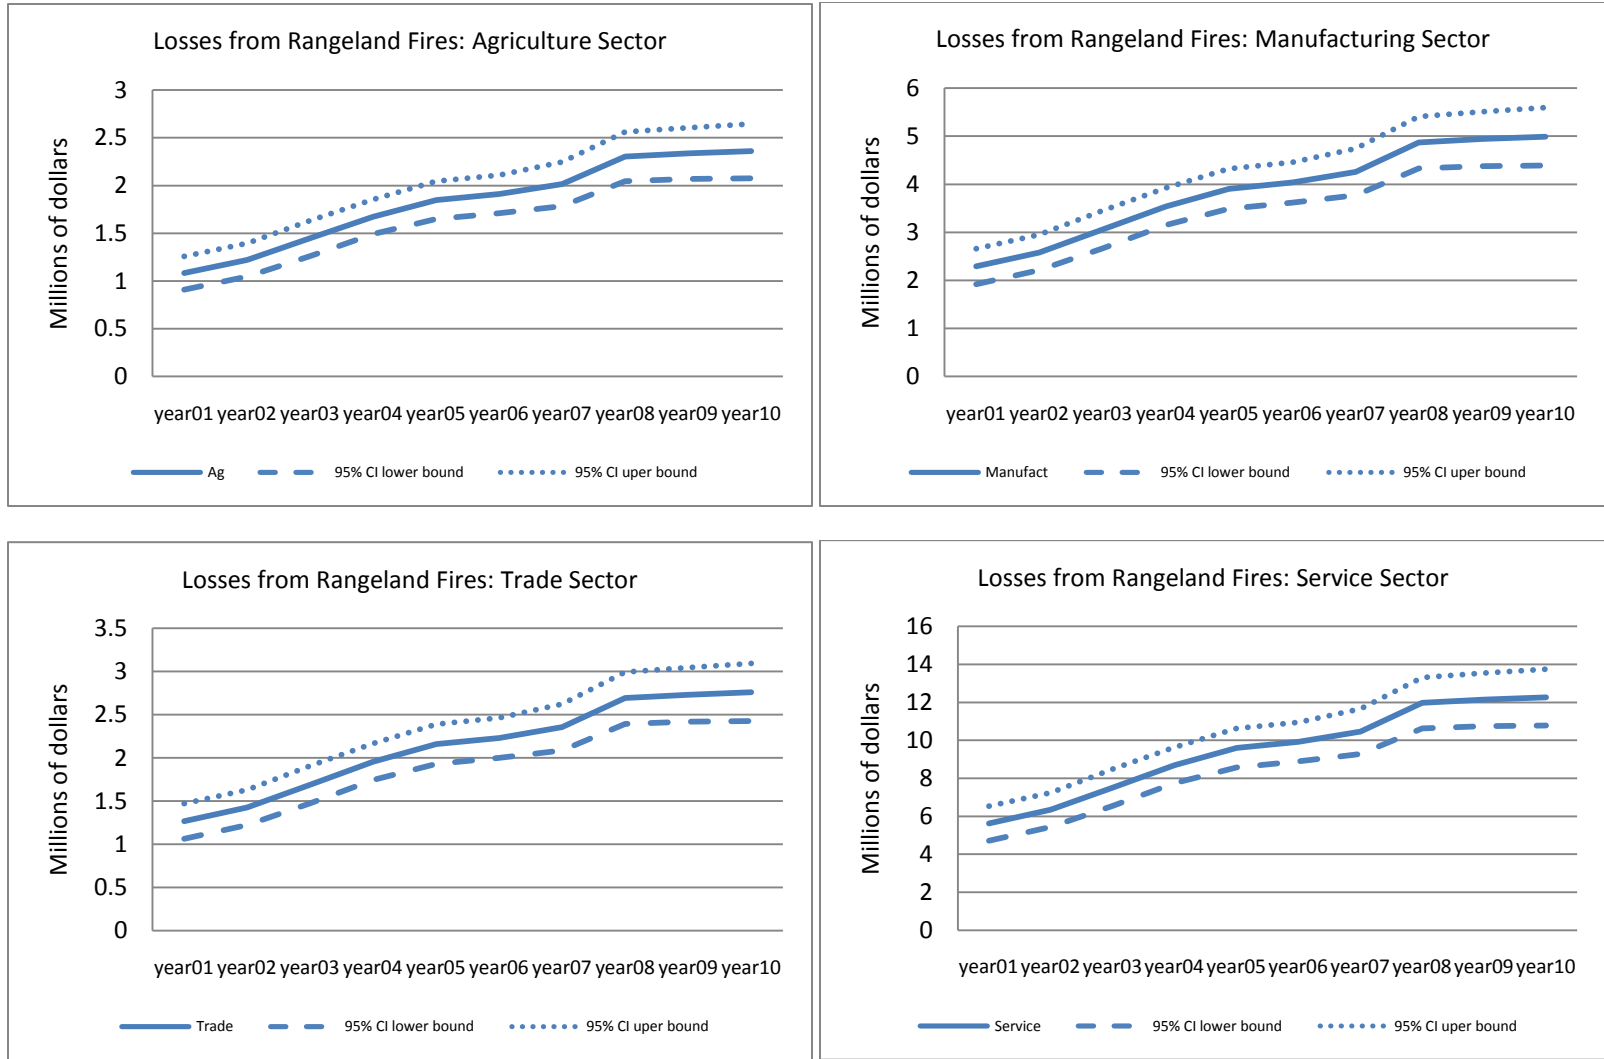 Losses from Rangeland Fires: Agriculture Sector
Millions of dollars
3
2.5
2
1.5
1
0.5
0
year01 year02 year03 year04 year05 year06 year07 year08 year09 year10
Ag 95% CI lower bound 95% CI uper bound
Losses from Rangeland Fires: Manufacturing Sector
Millions of dollars
6
5
4
3
2
1
0
year01 year02 year03 year04 year05 year06 year07 year08 year09 year10
Manufact 95% CI lower bound 95% CI uper bound
Losses from Rangeland Fires: Trade Sector
Millions of dollars
3.5
3
2.5
2
1.5
1
0.5
0
year01 year02 year03 year04 year05 year06 year07 year08 year09 year10
Trade 95% CI lower bound 95% CI uper bound
Losses from Rangeland Fires: Service Sector
Millions of dollars
16
14
12
10
8
6
4
2
0
year01 year02 year03 year04 year05 year06 year07 year08 year09 year10
Service 95% CI lower bound 95% CI uper bound